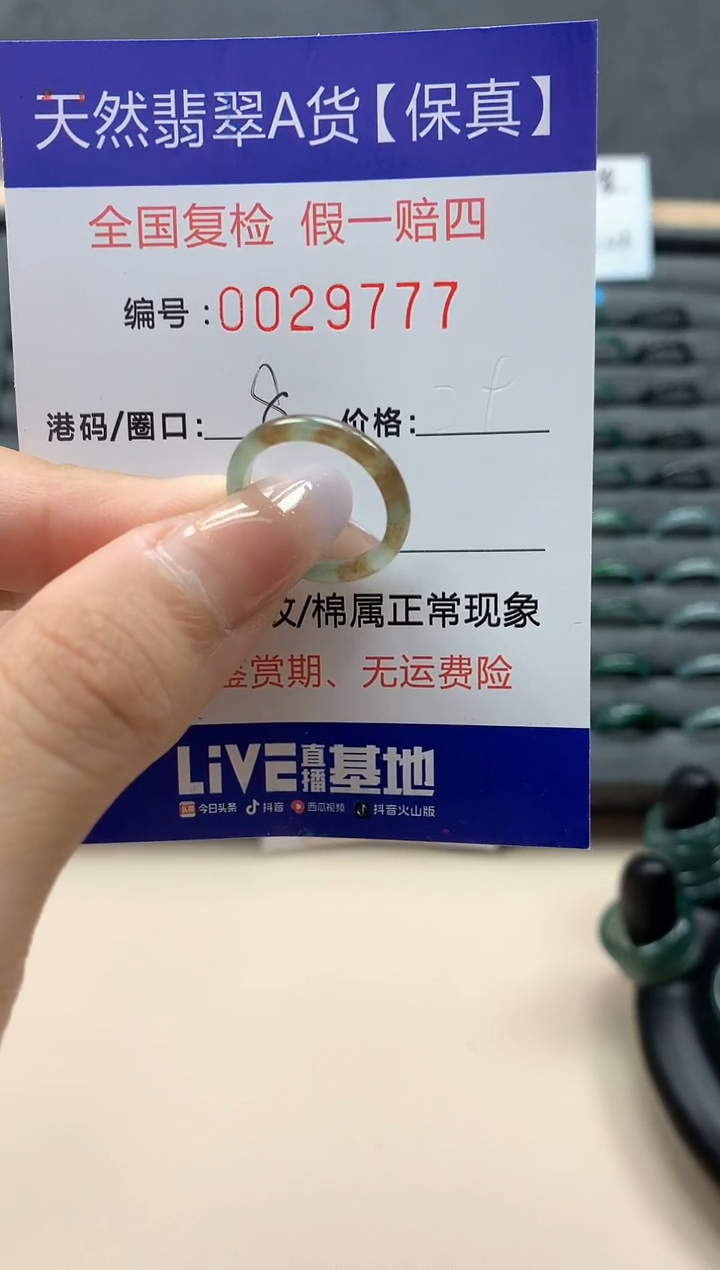 天然翡翠A货【保真】
全国复检 假一赔四
编号:0029777
港码/圈口: 8 价格:
纹/棉属正常现象
鉴赏期、无运费险
LiVE直播基地
头条 今日头条 抖音 西瓜视频 抖音火山版